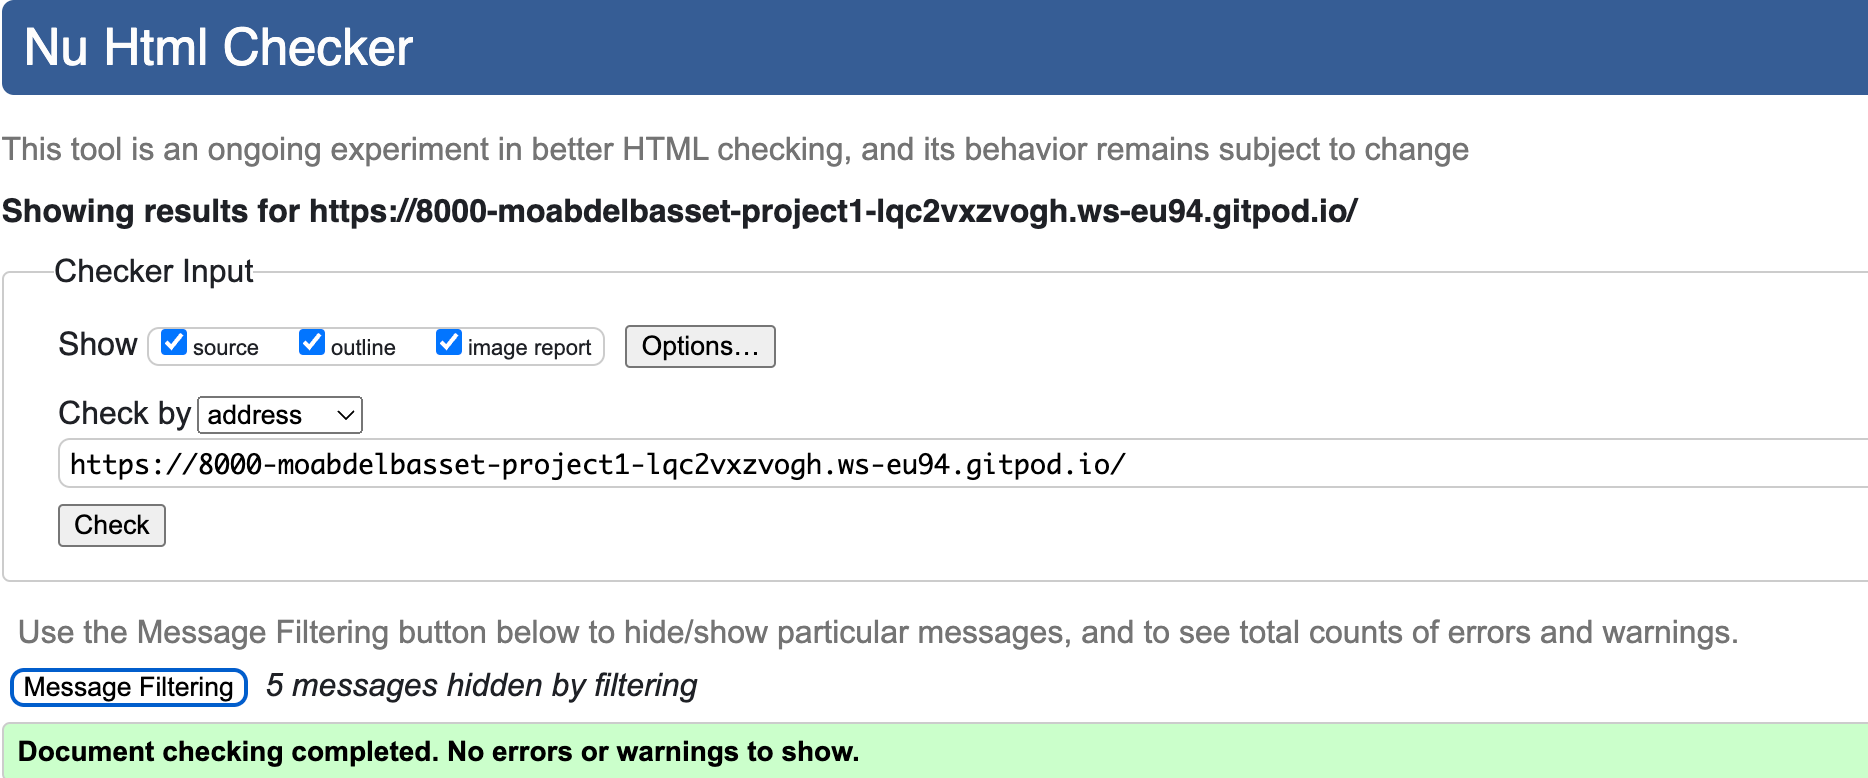 Nu Html Checker
This tool is an ongoing experiment in better HTML checking, and its behavior remains subject to change
Showing results for https://8000-moabdelbasset-project1-lqc2vxzvogh.ws-eu94.gitpod.io/
Checker Input
Show source outline image report Options...
Check by address
https://8000-moabdelbasset-project1-lqc2vxzvogh.ws-eu94.gitpod.io/
Check
Use the Message Filtering button below to hide/show particular messages, and to see total counts of errors and warnings.
Message Filtering 5 messages hidden by filtering
Document checking completed. No errors or warnings to show.